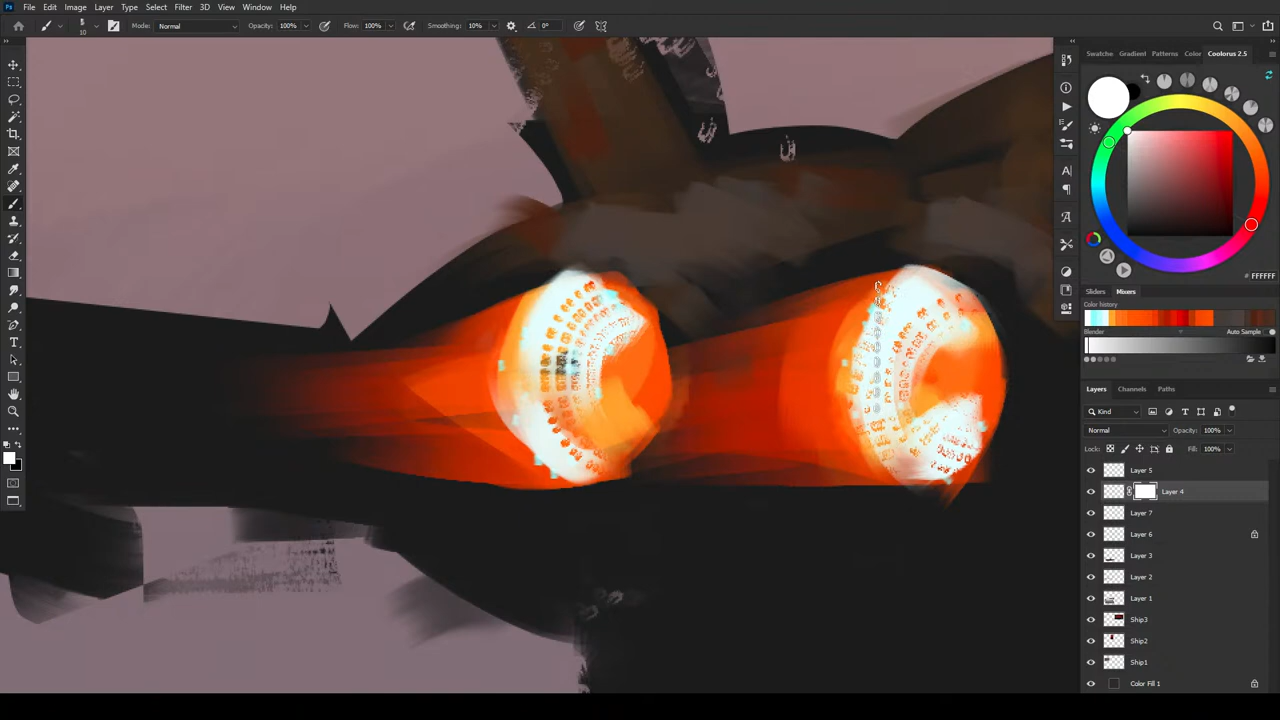 Ps File Edit Image Layer Type Select Filter 3D View Window Help
10 Mode: Normal Opacity: 100% Flow: 100% Smoothing: 10% 0°
Swatche Gradient Patterns Color Coolorus 2.5
# FFFFFF
Sliders Mixers
Color history
Blender Auto Sample
Layers Channels Paths
Kind
Normal Opacity: 100%
Lock: Fill: 100%
Layer 5
Layer 4
Layer 7
Layer 6
Layer 3
Layer 2
Layer 1
Ship3
Ship2
Ship1
Color Fill 1